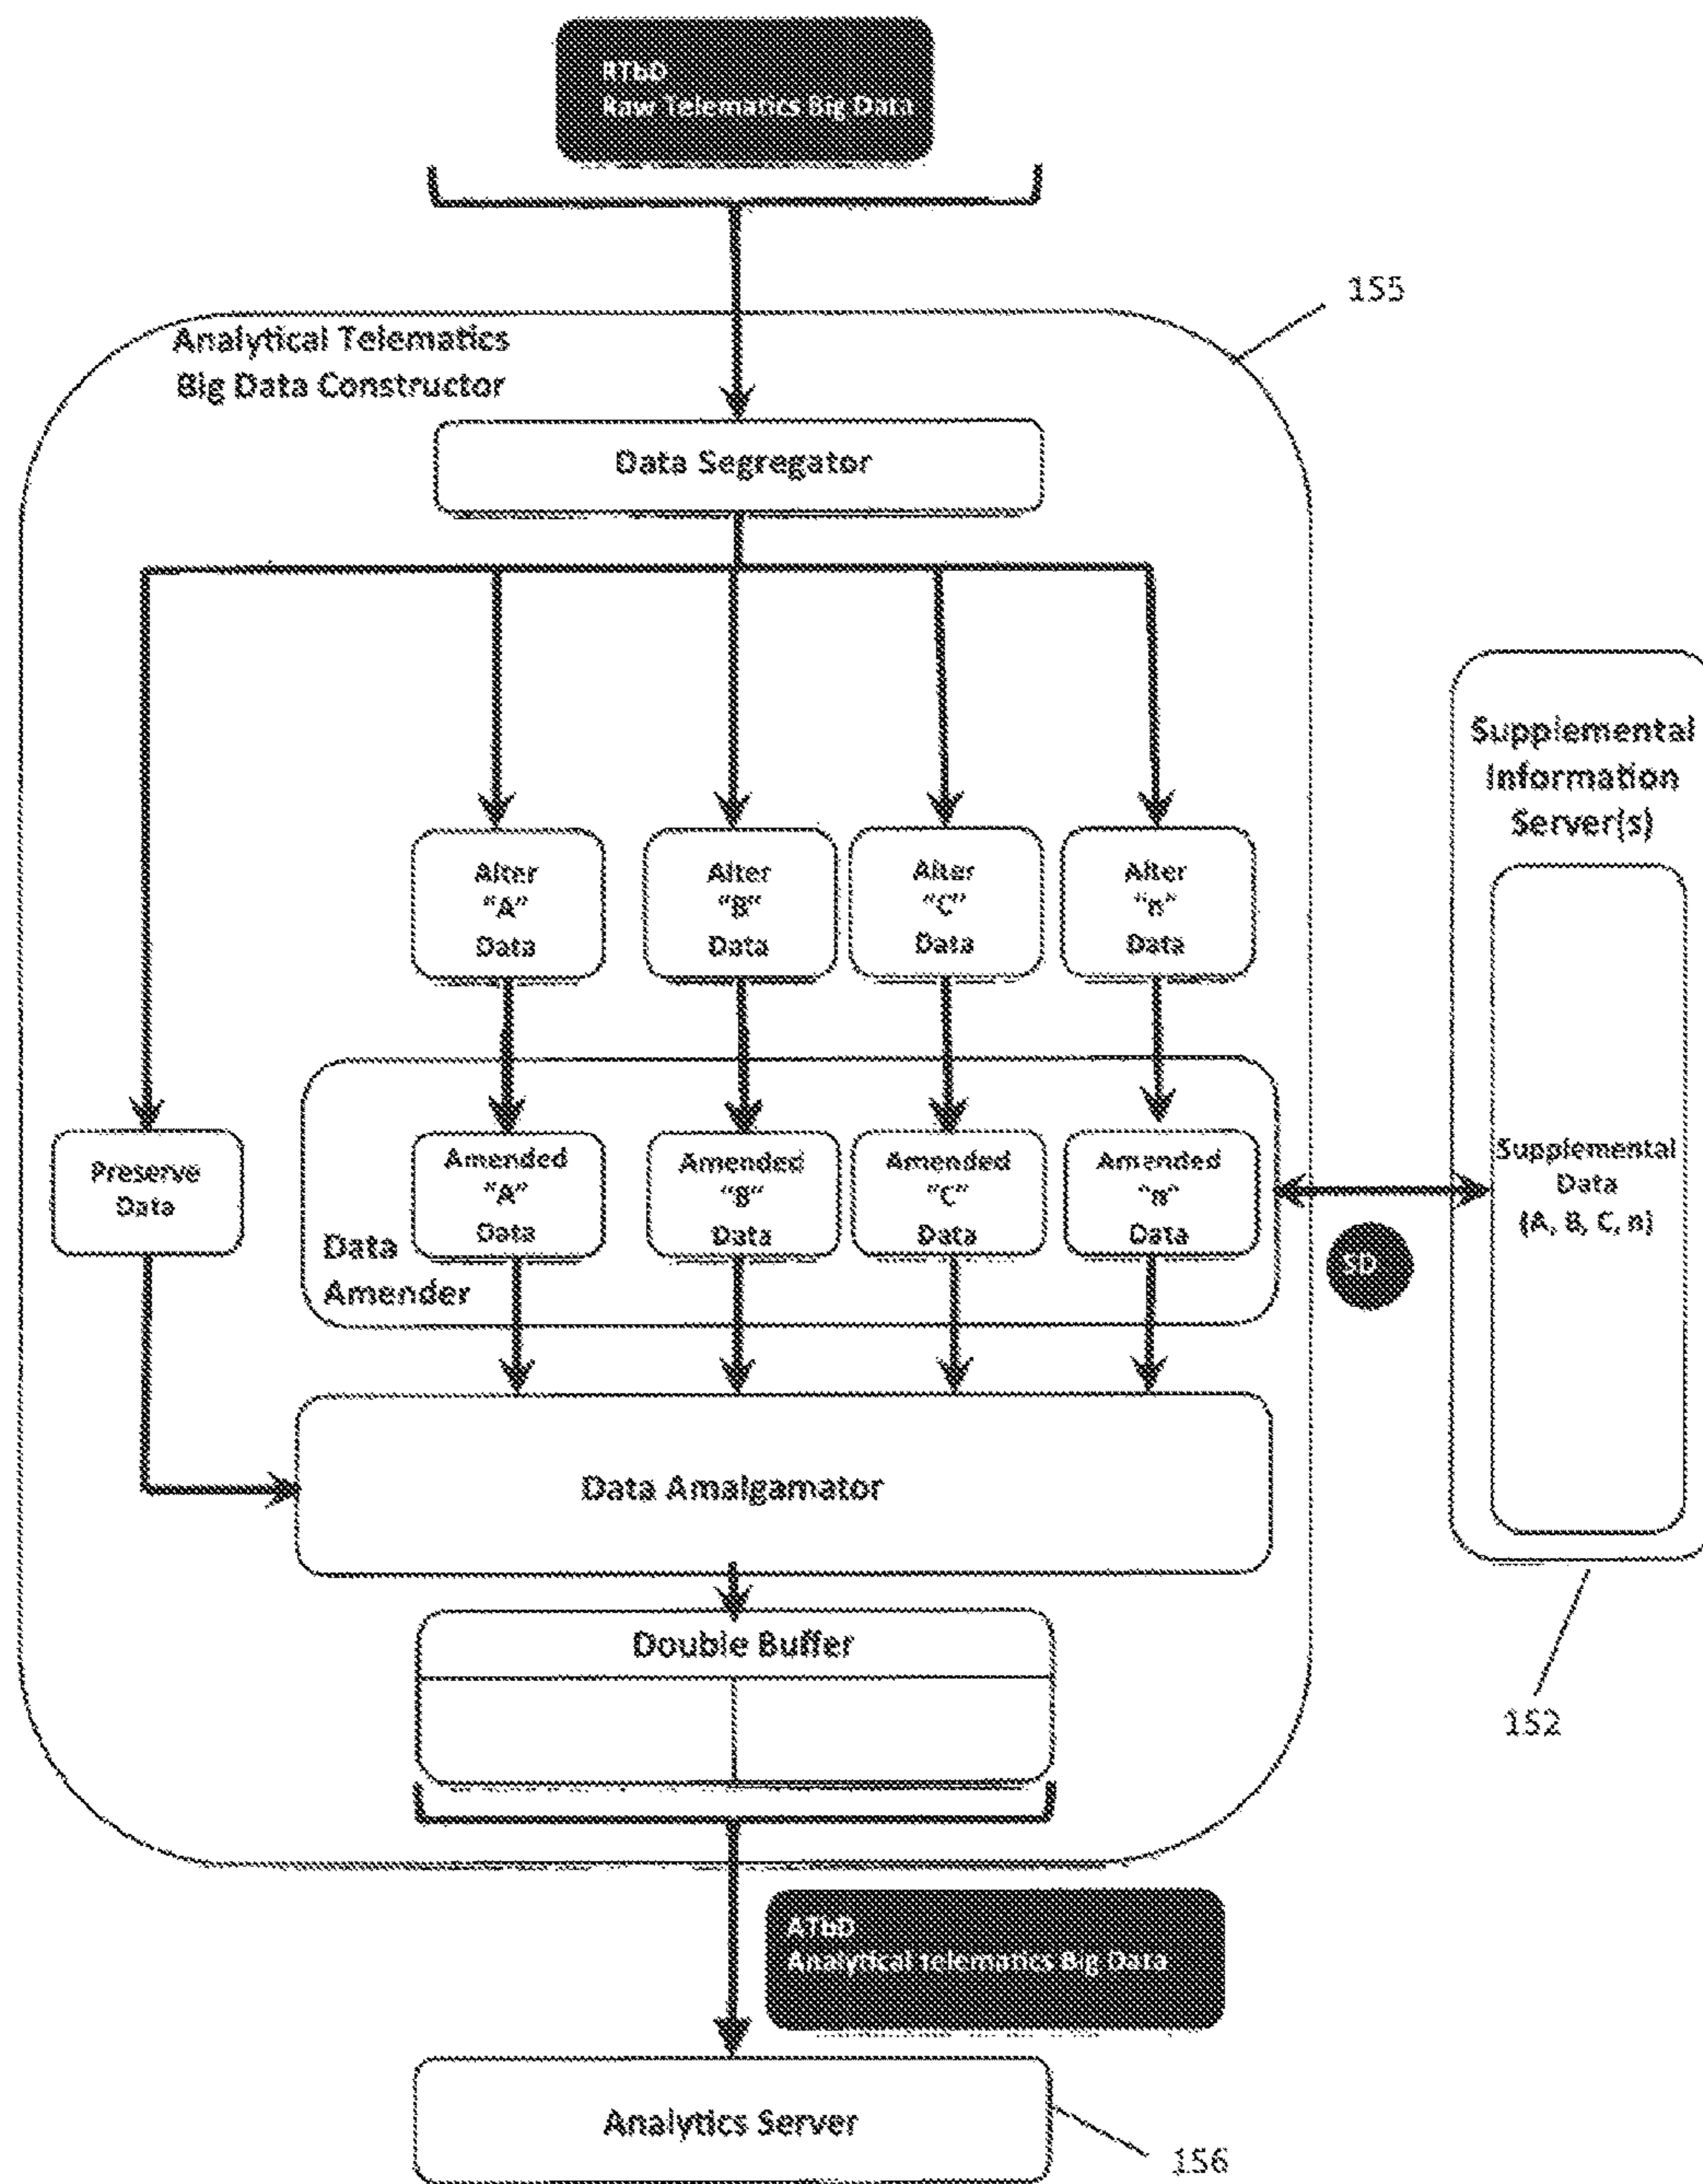 RTbD
Raw Telematics Big Data
155
Analytical Telematics
Big Data Constructor
Data Segregator
Alter
"A"
Data
Alter
"B"
Data
Alter
"C"
Data
Alter
"n"
Data
Supplemental
Information
Server(s)
Preserve
Data
Amended
"A"
Data
Amended
"B"
Data
Amended
"C"
Data
Amended
"n"
Data
Data
Amender
SD
Supplemental
Data
(A, B, C, n)
Data Amalgamator
Double Buffer
152
ATbD
Analytical telematics Big Data
Analytics Server
156